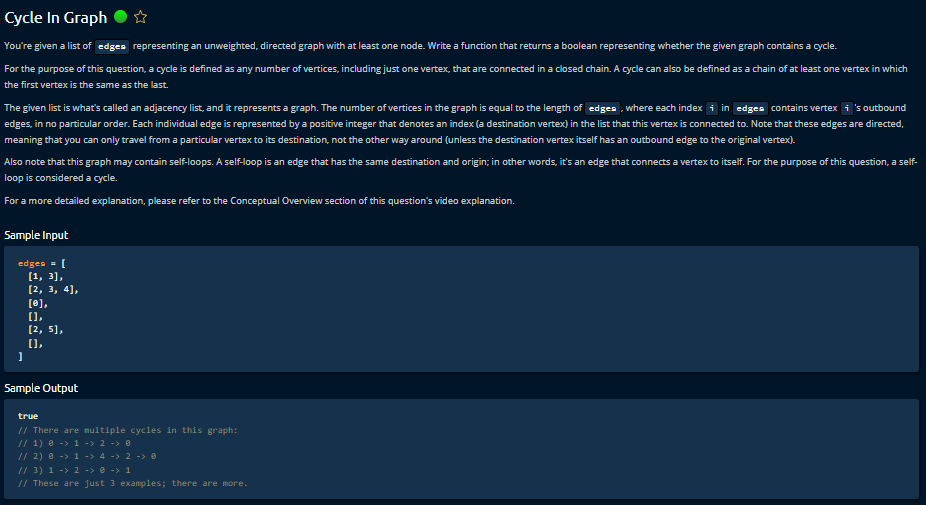 Cycle In Graph
You're given a list of edges representing an unweighted, directed graph with at least one node. Write a function that returns a boolean representing whether the given graph contains a cycle.
For the purpose of this question, a cycle is defined as any number of vertices, including just one vertex, that are connected in a closed chain. A cycle can also be defined as a chain of at least one vertex in which
the first vertex is the same as the last.
The given list is what's called an adjacency list, and it represents a graph. The number of vertices in the graph is equal to the length of edges , where each index i in edges contains vertex i 's outbound
edges, in no particular order. Each individual edge is represented by a positive integer that denotes an index (a destination vertex) in the list that this vertex is connected to. Note that these edges are directed,
meaning that you can only travel from a particular vertex to its destination, not the other way around (unless the destination vertex itself has an outbound edge to the original vertex).
Also note that this graph may contain self-loops. A self-loop is an edge that has the same destination and origin; in other words, it's an edge that connects a vertex to itself. For the purpose of this question, a self-
loop is considered a cycle.
For a more detailed explanation, please refer to the Conceptual Overview section of this question's video explanation.
Sample Input
edges = [
[1, 3],
[2, 3, 4],
[0],
[],
[2, 5],
[],
]
Sample Output
true
// There are multiple cycles in this graph:
// 1) 0 -> 1 -> 2 -> 0
// 2) 0 -> 1 -> 4 -> 2 -> 0
// 3) 1 -> 2 -> 0 -> 1
// These are just 3 examples; there are more.